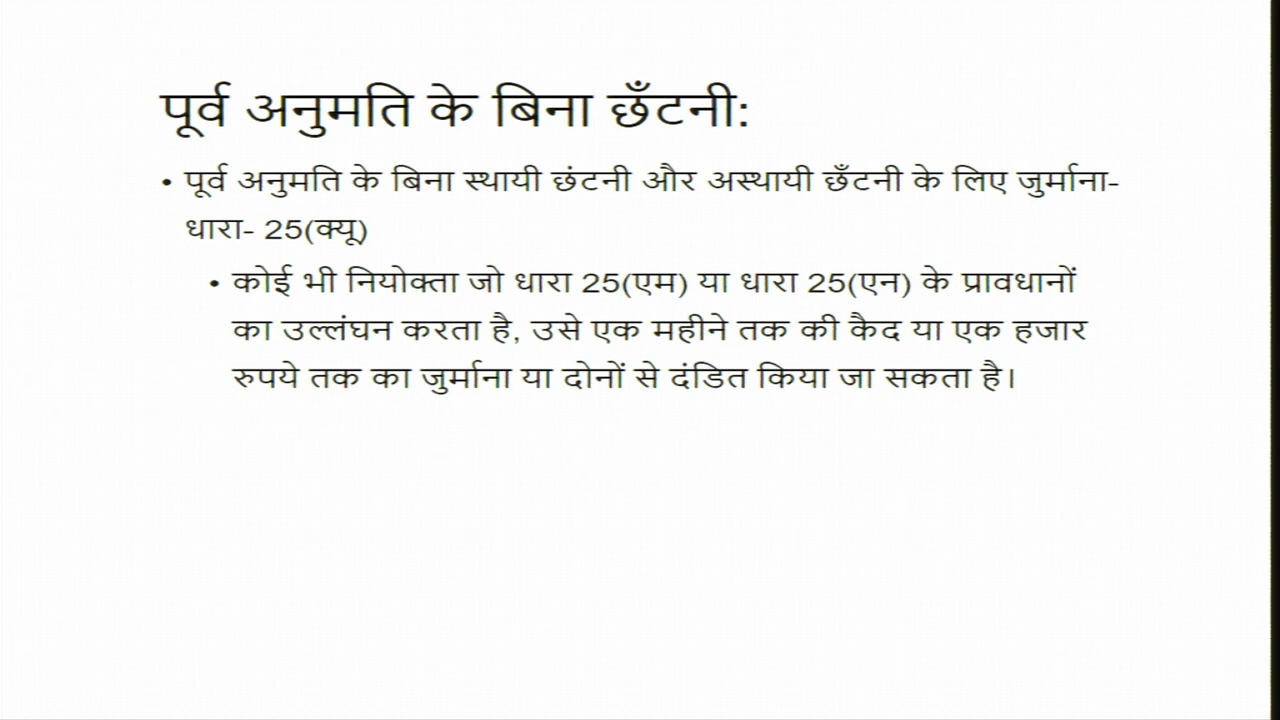 पूर्व अनुमति के बिना छँटनी:
• पूर्व अनुमति के बिना स्थायी छंटनी और अस्थायी छँटनी के लिए जुर्माना-
धारा- 25(क्यू)
• कोई भी नियोक्ता जो धारा 25(एम) या धारा 25(एन) के प्रावधानों
का उल्लंघन करता है, उसे एक महीने तक की कैद या एक हजार
रुपये तक का जुर्माना या दोनों से दंडित किया जा सकता है।